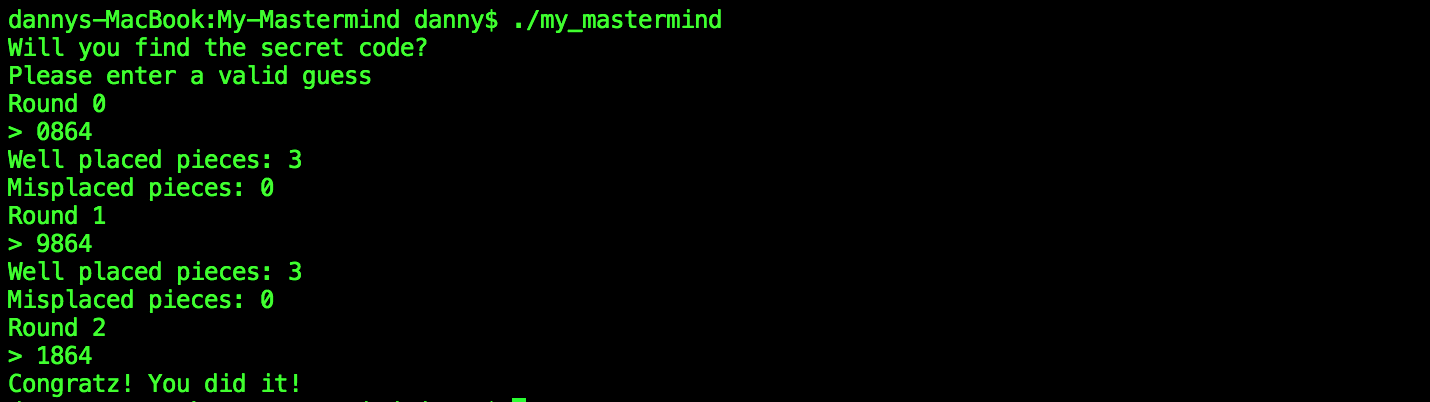 dannys-MacBook:My-Mastermind danny$ ./my_mastermind
Will you find the secret code?
Please enter a valid guess
Round 0
> 0864
Well placed pieces: 3
Misplaced pieces: 0
Round 1
> 9864
Well placed pieces: 3
Misplaced pieces: 0
Round 2
> 1864
Congratz! You did it!